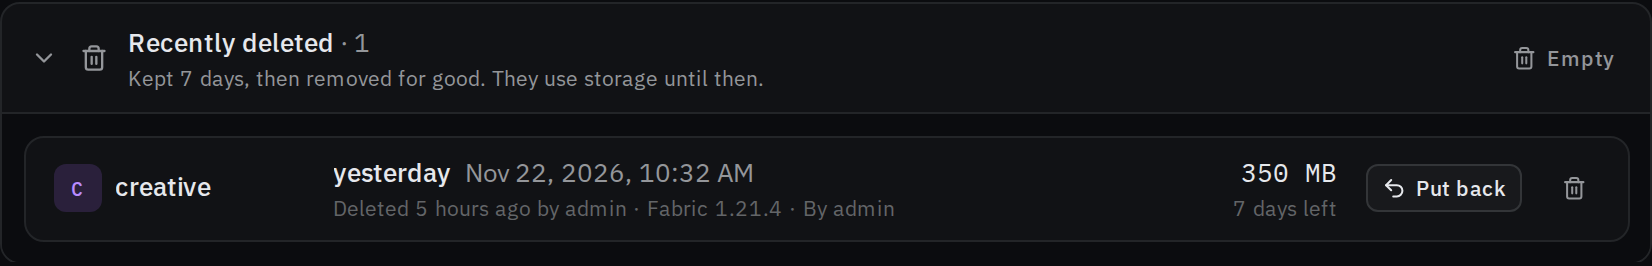 Recently deleted · 1
Kept 7 days, then removed for good. They use storage until then.
Empty
C creative
yesterday Nov 22, 2026, 10:32 AM
Deleted 5 hours ago by admin · Fabric 1.21.4 · By admin
350 MB
7 days left
Put back